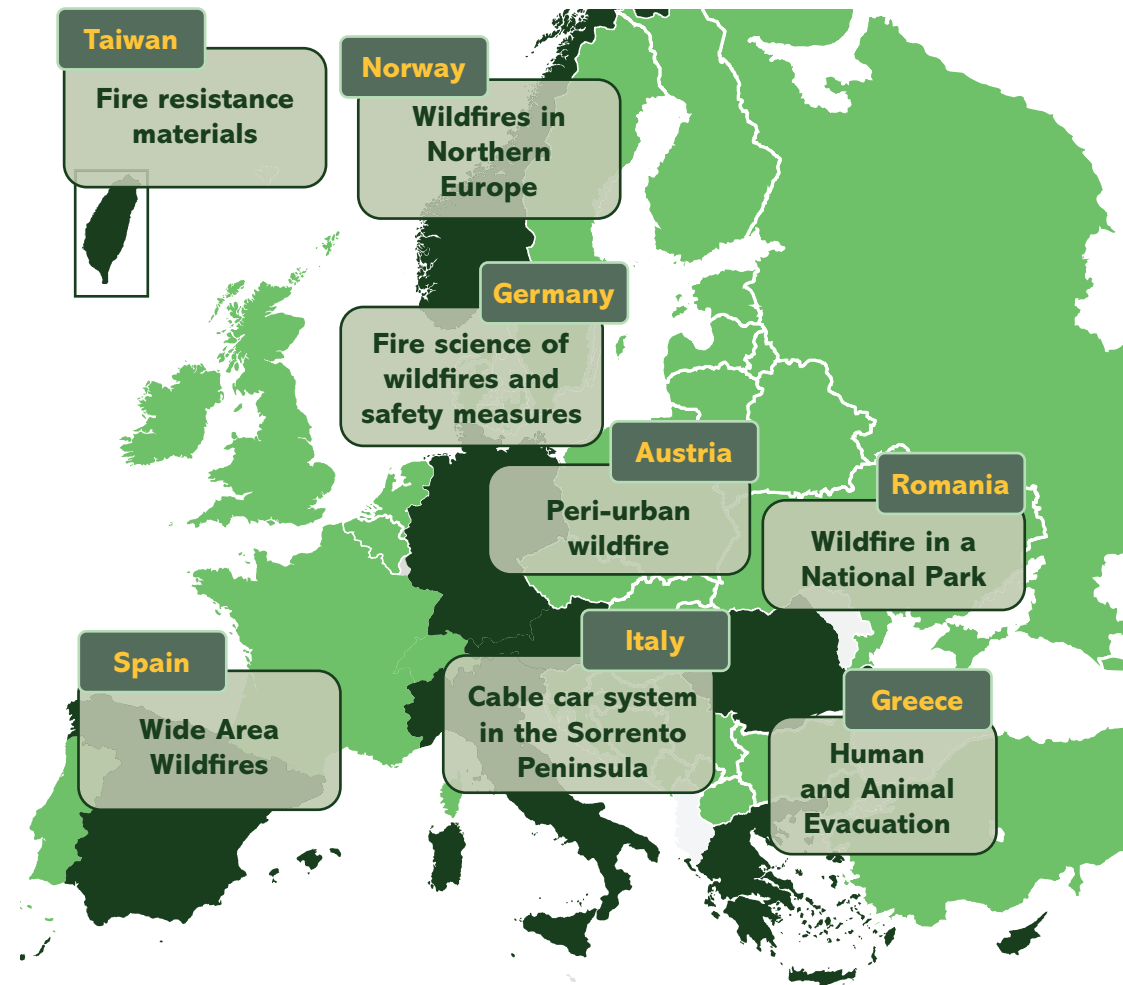 Taiwan
Fire resistance
materials
Norway
Wildfires in
Northern
Europe
Germany
Fire science of
wildfires and
safety measures
Austria
Peri-urban
wildfire
Romania
Wildfire in a
National Park
Italy
Cable car system
in the Sorrento
Peninsula
Spain
Wide Area
Wildfires
Greece
Human
and Animal
Evacuation